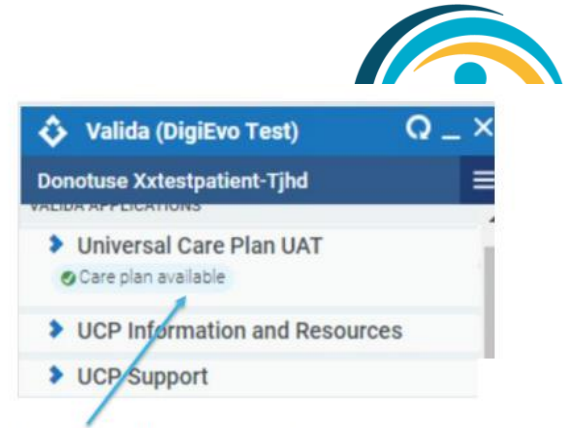 Valida (DigiEvo Test)
Donotuse Xxtestpatient-Tjhd
VALIDA APPLICATIONS
Universal Care Plan UAT
Care plan available
UCP Information and Resources
UCP Support